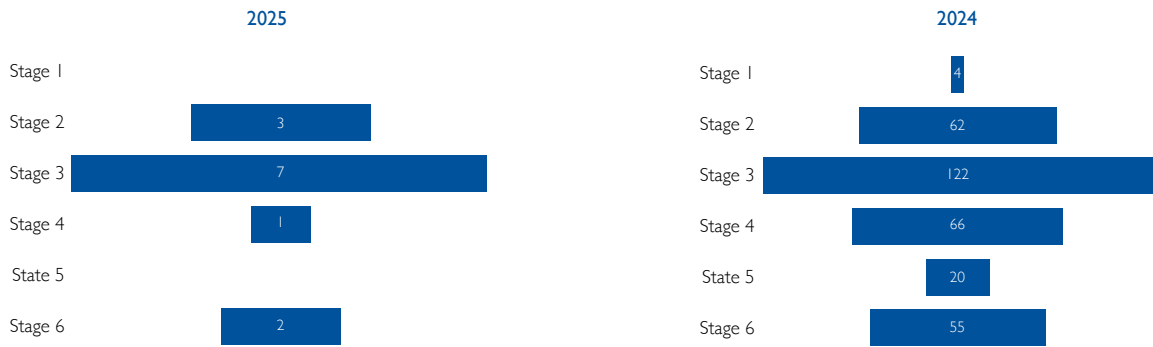 2025
Stage 1
Stage 2
3
Stage 3
7
Stage 4
1
State 5
Stage 6
2
2024
Stage 1
4
Stage 2
62
Stage 3
122
Stage 4
66
State 5
20
Stage 6
55